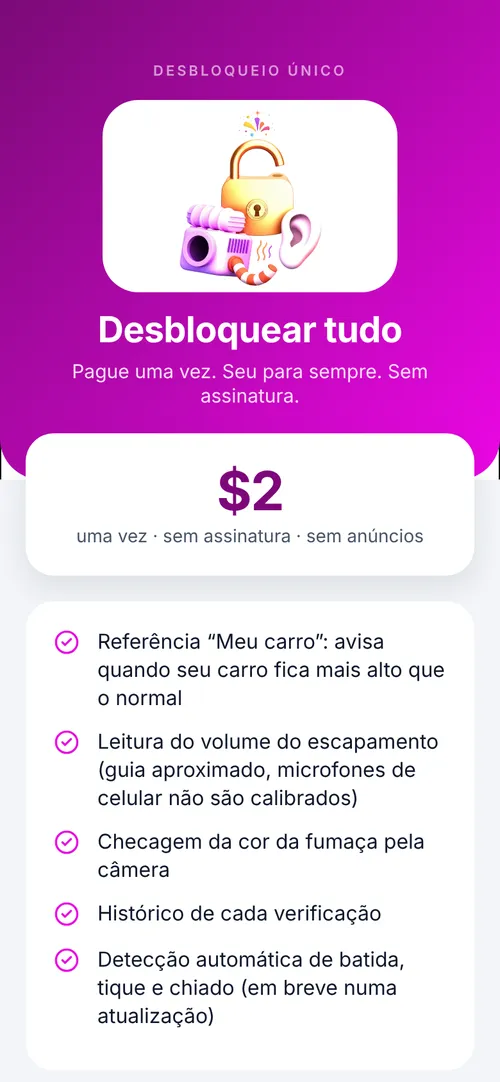 DESBLOQUEIO ÚNICO
Desbloquear tudo
Pague uma vez. Seu para sempre. Sem
assinatura.
$2
uma vez · sem assinatura · sem anúncios
Referência “Meu carro”: avisa
quando seu carro fica mais alto que
o normal
Leitura do volume do escapamento
(guia aproximado, microfones de
celular não são calibrados)
Checagem da cor da fumaça pela
câmera
Histórico de cada verificação
Detecção automática de batida,
tique e chiado (em breve numa
atualização)